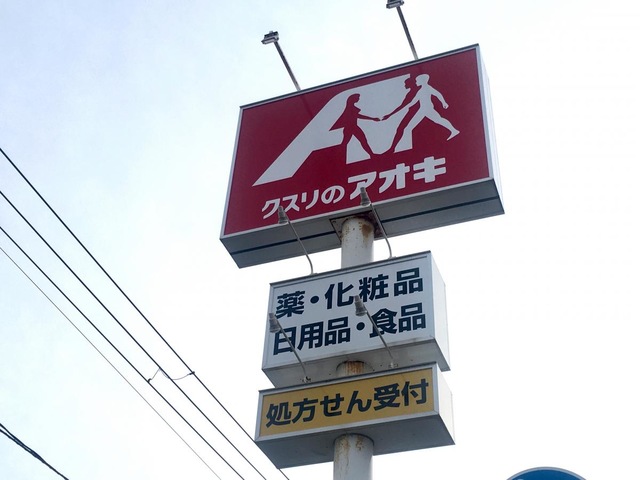 クスリのアオキ
薬・化粧品
日用品・食品
処方せん受付